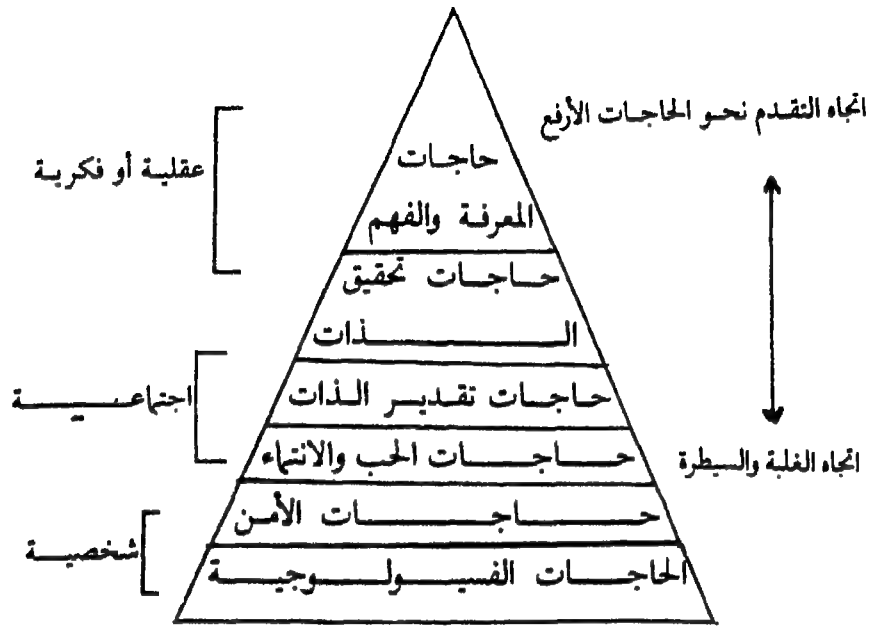 اتجاه التقدم نحو الحاجات الأرفع
عقلية أو فكرية
حاجات
المعرفة والفهم
حاجات تحقيق
الذات
حاجات تقدير الذات
اجتماعية
حاجات الحب والانتماء
اتجاه الغلبة والسيطرة
حاجات الأمن
شخصية
الحاجات الفسيولوجية